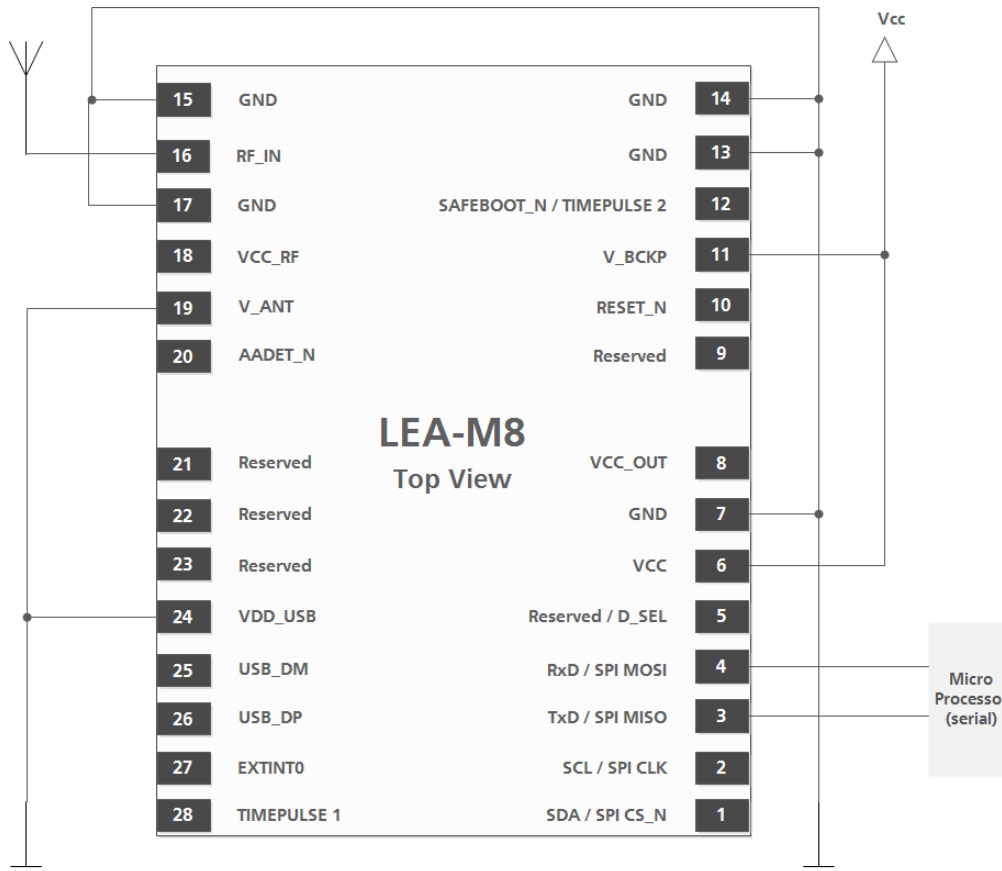 Vcc
15 GND GND 14
16 RF_IN GND 13
17 GND SAFEBOOT_N / TIMEPULSE 2 12
18 VCC_RF V_BCKP 11
19 V_ANT RESET_N 10
20 AADET_N Reserved 9
LEA-M8
Top View
21 Reserved VCC_OUT 8
22 Reserved GND 7
23 Reserved VCC 6
24 VDD_USB Reserved / D_SEL 5
25 USB_DM RxD / SPI MOSI 4
26 USB_DP TxD / SPI MISO 3
27 EXTINT0 SCL / SPI CLK 2
28 TIMEPULSE 1 SDA / SPI CS_N 1
Micro
Processo
(serial)